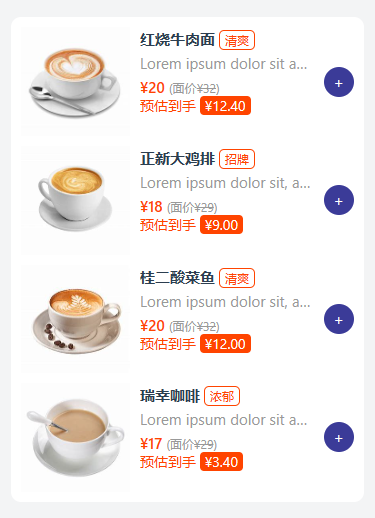 红烧牛肉面 清爽
Lorem ipsum dolor sit a...
¥20 (面价¥32)
预估到手 ¥12.40
+
正新大鸡排 招牌
Lorem ipsum dolor sit, a...
¥18 (面价¥29)
预估到手 ¥9.00
+
桂二酸菜鱼 清爽
Lorem ipsum dolor sit, a...
¥20 (面价¥32)
预估到手 ¥12.00
+
瑞幸咖啡 浓郁
Lorem ipsum dolor sit, a...
¥17 (面价¥29)
预估到手 ¥3.40
+